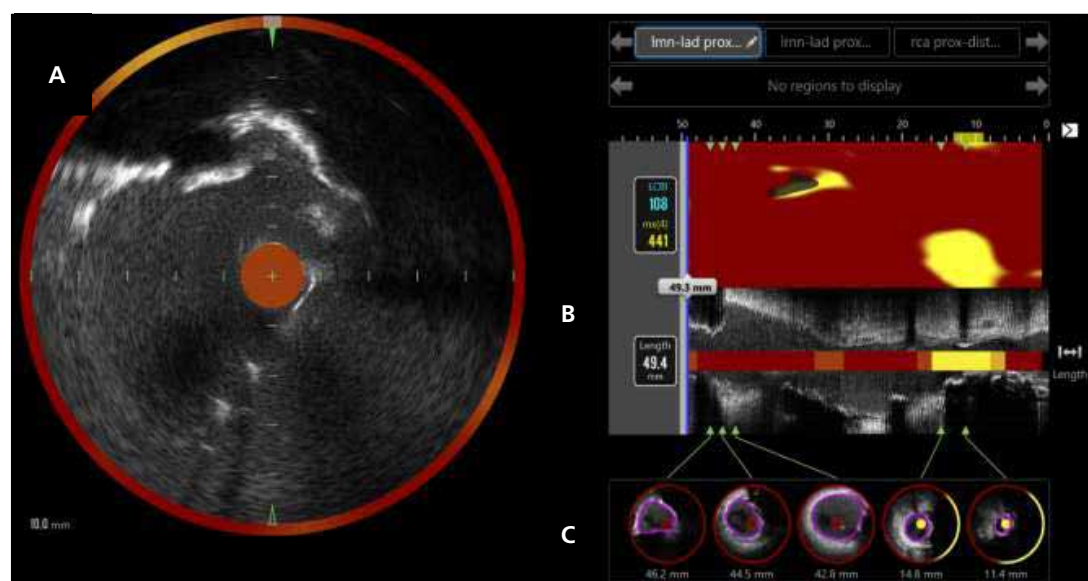 A
lmn-lad prox...
lmn-lad prox...
rca prox-dist...
No regions to display
50
30
20
10
0
LCBI
108
mx(4)
441
49.3 mm
B
Length
49.4
mm
Length
C
10.0 mm
46.2 mm
44.5 mm
42.8 mm
14.8 mm
11.4 mm